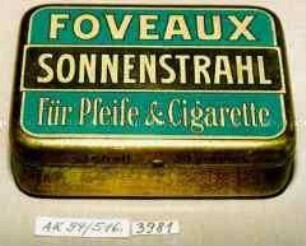 FOVEAUX
SONNENSTRAHL
Für Pfeife & Cigarette
AK 94/516. 3981